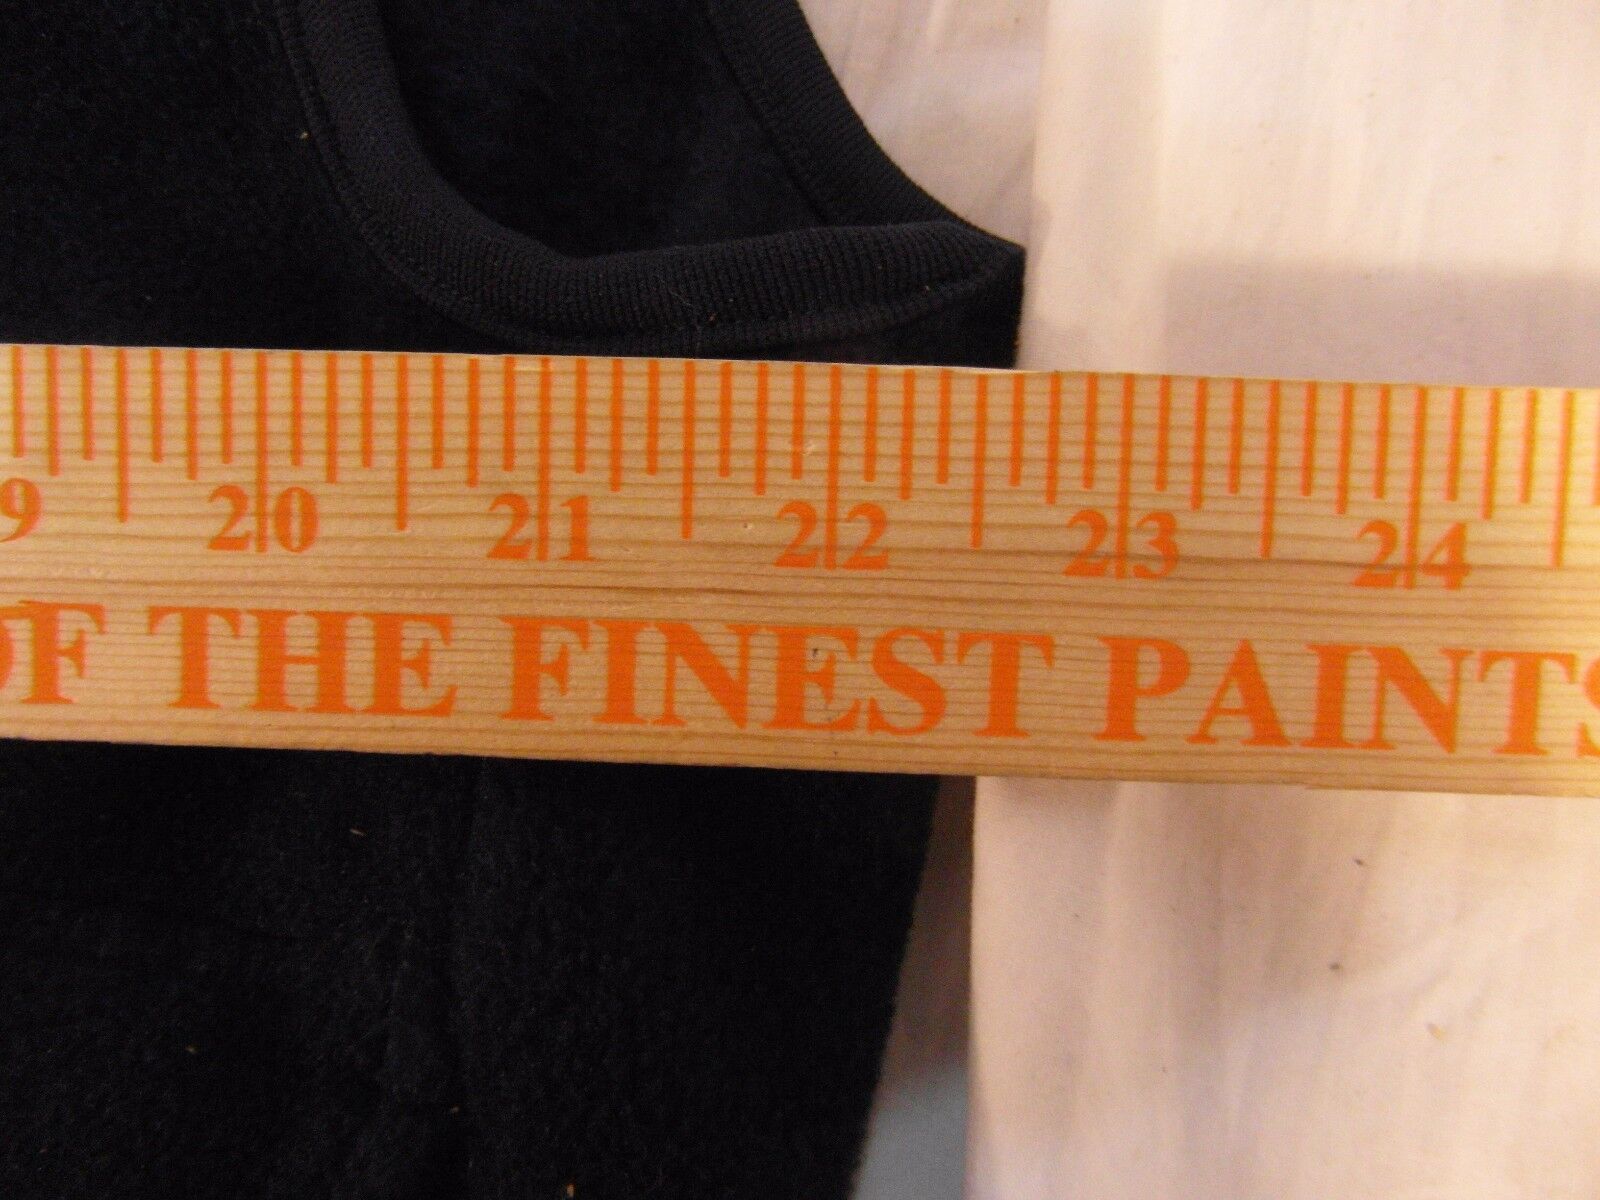 9 20 21 22 23 24
OF THE FINEST PAINTS